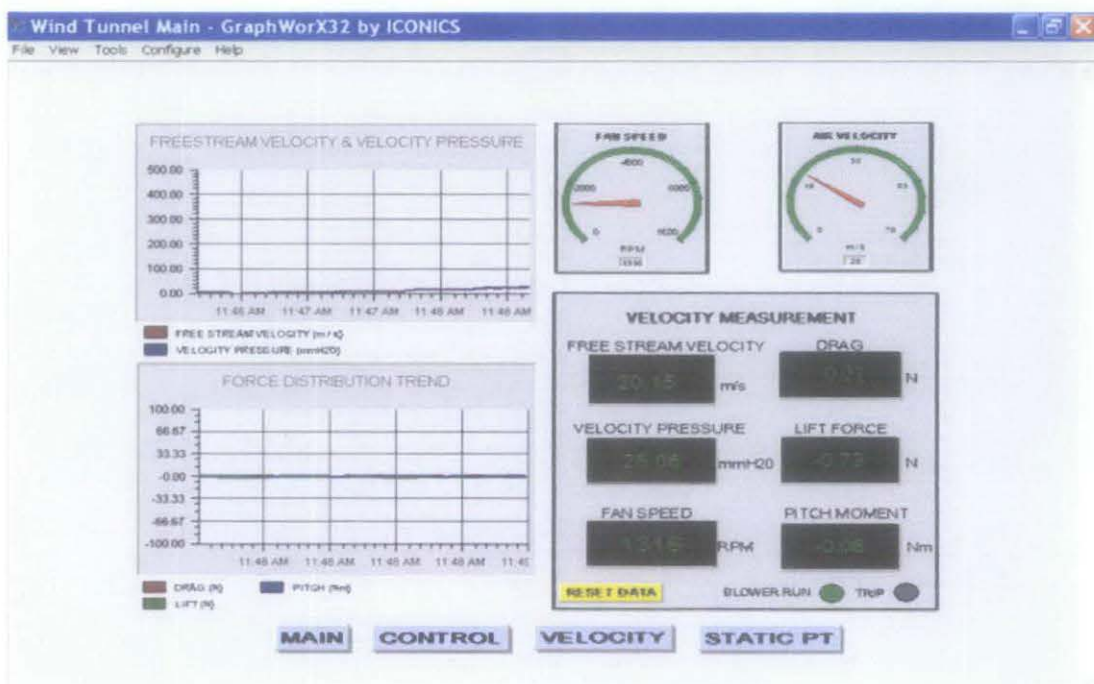 Wind Tunnel Main - GraphWorX32 by ICONICS
File View Tools Configure Help
FREESTREAM VELOCITY & VELOCITY PRESSURE
500.00
400.00
300.00
200.00
100.00
0.00
11:46 AM 11:47 AM 11:47 AM 11:48 AM 11:48 AM
FREE STREAM VELOCITY (m/s)
VELOCITY PRESSURE (mmH20)
FORCE DISTRIBUTION TREND
100.00
66.67
33.33
-0.00
-33.33
-66.67
-100.00
11:48 AM 11:48 AM 11:48 AM 11:48 AM
DRAG (N) PITCH (Nm)
LIFT (N)
FAN SPEED
0 2000 4000 6000
RPM
AIR VELOCITY
0
m/s
VELOCITY MEASUREMENT
FREE STREAM VELOCITY DRAG
20.15 m/s N
VELOCITY PRESSURE LIFT FORCE
25.06 mmH20 -0.73 N
FAN SPEED PITCH MOMENT
1315 RPM -0.06 Nm
RESET DATA BLOWER RUN TRIP
MAIN CONTROL VELOCITY STATIC PT